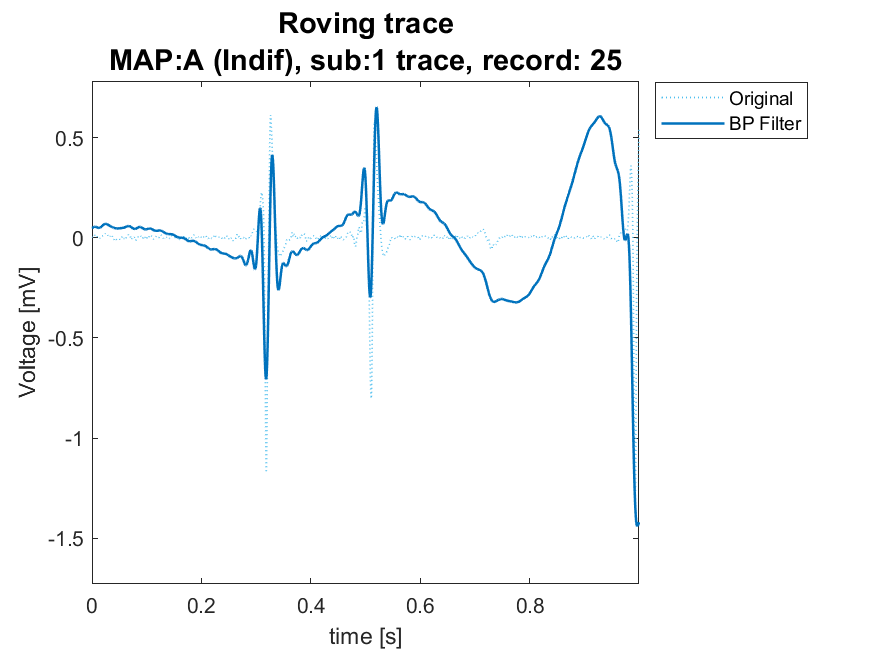 Roving trace
MAP:A (Indif), sub:1 trace, record: 25
Original
BP Filter
0.5
0
-0.5
-1
-1.5
Voltage [mV]
0
0.2
0.4
0.6
0.8
time [s]